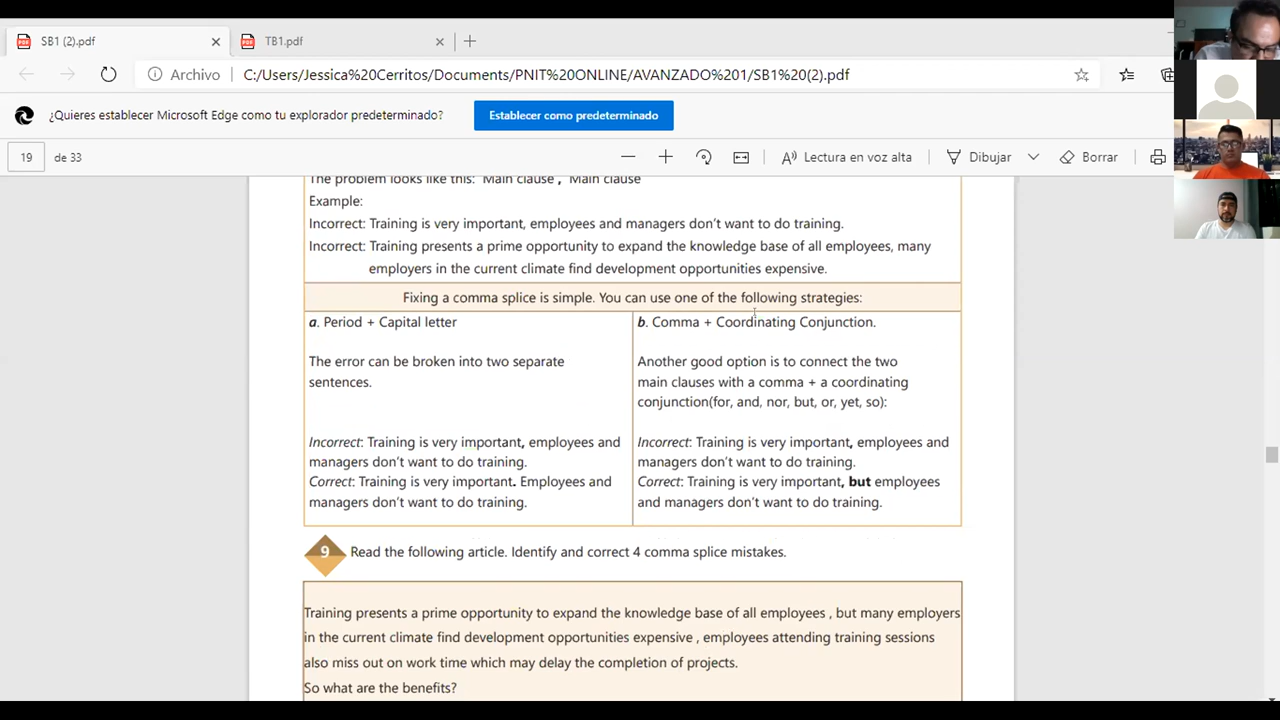 SB1 (2).pdf
TB1.pdf
Archivo C:/Users/Jessica%20Cerritos/Documents/PNIT%20ONLINE/AVANZADO%201/SB1%20(2).pdf
¿Quieres establecer Microsoft Edge como tu explorador predeterminado? Establecer como predeterminado
19 de 33 Lectura en voz alta Dibujar Borrar
The problem looks like this: Main clause , Main clause
Example:
Incorrect: Training is very important, employees and managers don't want to do training.
Incorrect: Training presents a prime opportunity to expand the knowledge base of all employees, many
employers in the current climate find development opportunities expensive.
Fixing a comma splice is simple. You can use one of the following strategies:
a. Period + Capital letter
The error can be broken into two separate
sentences.
Incorrect: Training is very important, employees and
managers don't want to do training.
Correct: Training is very important. Employees and
managers don't want to do training.
b. Comma + Coordinating Conjunction.
Another good option is to connect the two
main clauses with a comma + a coordinating
conjunction(for, and, nor, but, or, yet, so):
Incorrect: Training is very important, employees and
managers don't want to do training.
Correct: Training is very important, but employees
and managers don't want to do training.
9 Read the following article. Identify and correct 4 comma splice mistakes.
Training presents a prime opportunity to expand the knowledge base of all employees , but many employers
in the current climate find development opportunities expensive , employees attending training sessions
also miss out on work time which may delay the completion of projects.
So what are the benefits?